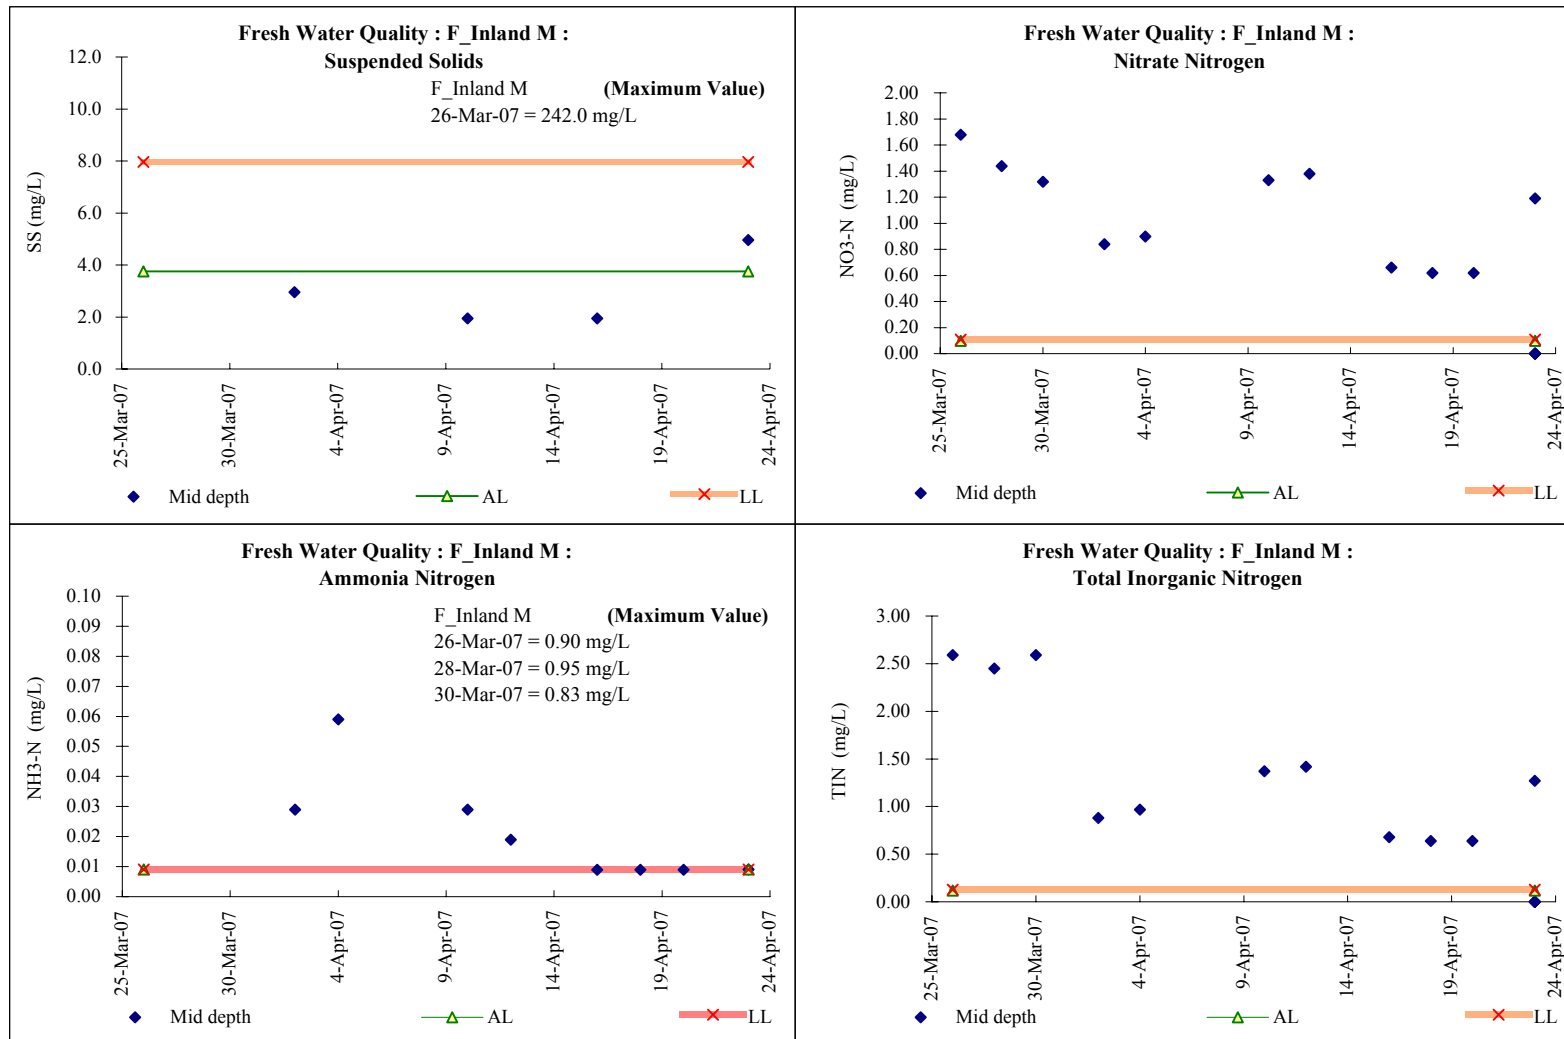 Fresh Water Quality : F_Inland M :
Suspended Solids
F_Inland M (Maximum Value)
26-Mar-07 = 242.0 mg/L
SS (mg/L)
12.0
10.0
8.0
6.0
4.0
2.0
0.0
25-Mar-07
30-Mar-07
4-Apr-07
9-Apr-07
14-Apr-07
19-Apr-07
24-Apr-07
Mid depth AL LL
Fresh Water Quality : F_Inland M :
Nitrate Nitrogen
NO3-N (mg/L)
2.00
1.80
1.60
1.40
1.20
1.00
0.80
0.60
0.40
0.20
0.00
25-Mar-07
30-Mar-07
4-Apr-07
9-Apr-07
14-Apr-07
19-Apr-07
24-Apr-07
Mid depth AL LL
Fresh Water Quality : F_Inland M :
Ammonia Nitrogen
F_Inland M (Maximum Value)
26-Mar-07 = 0.90 mg/L
28-Mar-07 = 0.95 mg/L
30-Mar-07 = 0.83 mg/L
NH3-N (mg/L)
0.10
0.09
0.08
0.07
0.06
0.05
0.04
0.03
0.02
0.01
0.00
25-Mar-07
30-Mar-07
4-Apr-07
9-Apr-07
14-Apr-07
19-Apr-07
24-Apr-07
Mid depth AL LL
Fresh Water Quality : F_Inland M :
Total Inorganic Nitrogen
TIN (mg/L)
3.00
2.50
2.00
1.50
1.00
0.50
0.00
25-Mar-07
30-Mar-07
4-Apr-07
9-Apr-07
14-Apr-07
19-Apr-07
24-Apr-07
Mid depth AL LL